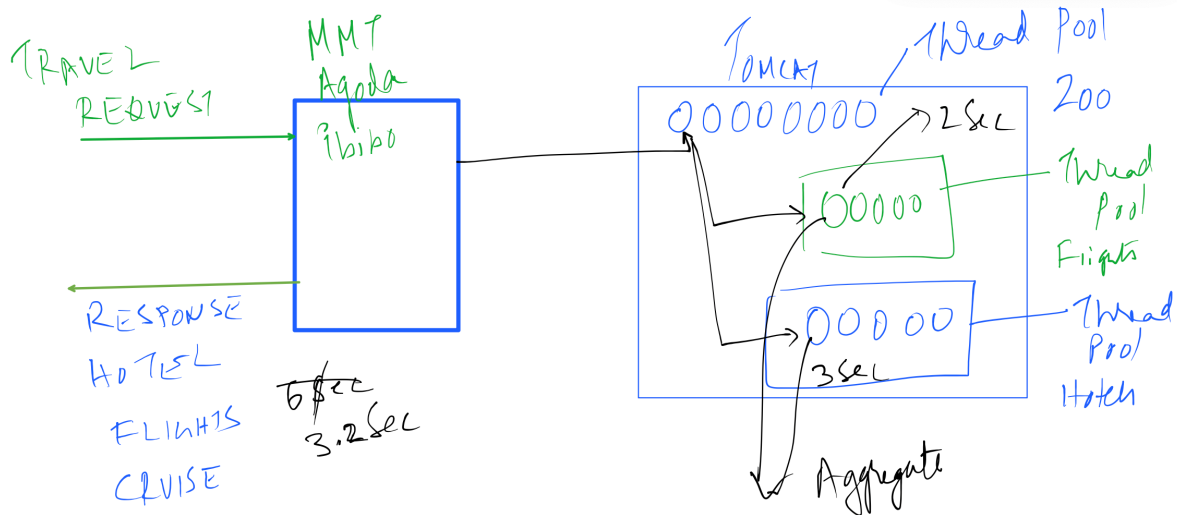 TRAVEL
REQUEST
MMT
Agoda
ibibo
RESPONSE
HOTEL
FLIGHTS
CRUISE
6 Sec
3.2 Sec
TOMCAT
Thread Pool
200
2 Sec
Thread
Pool
Flights
3 Sec
Thread
Pool
Hotels
Aggregate